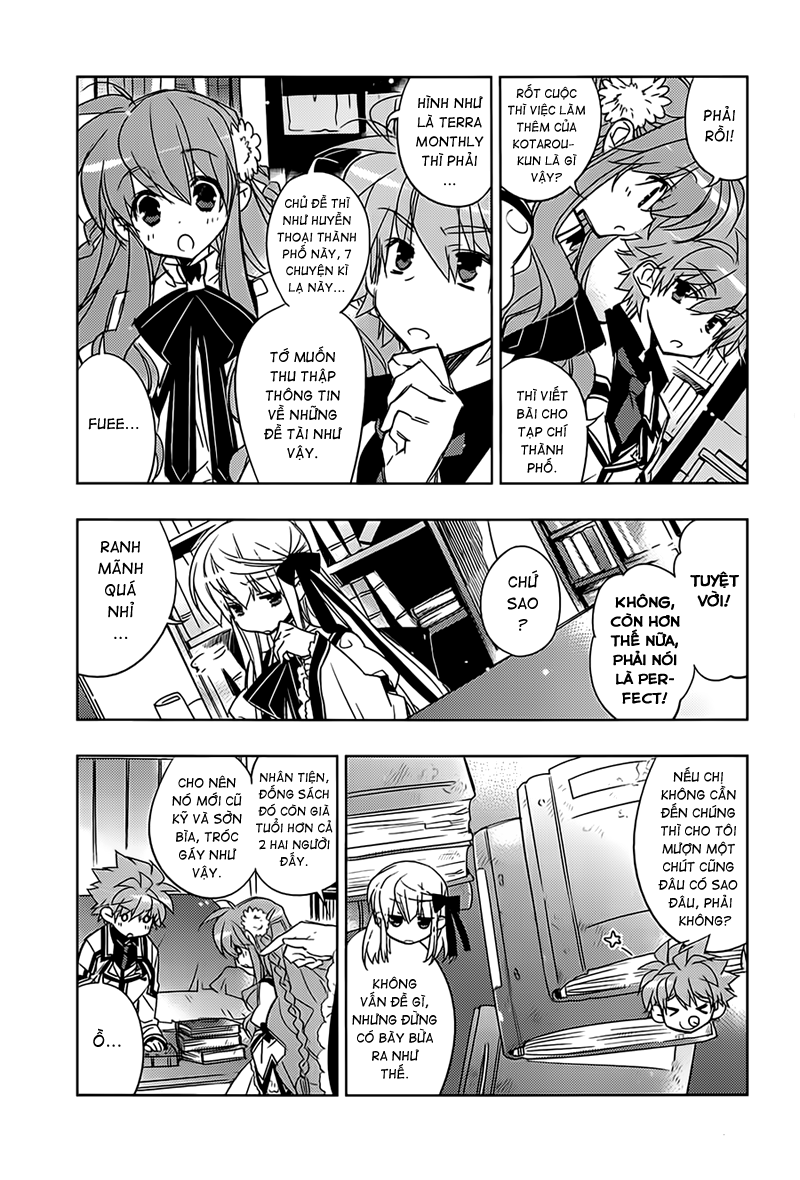 PHẢI
RỒI!
RỐT CUỘC
THÌ VIỆC LÀM
THÊM CỦA
KOTAROU-
KUN LÀ GÌ
VẬY?
THÌ VIẾT
BÀI CHO
TẠP CHÍ
THÀNH
PHỐ.
HÌNH NHƯ
LÀ TERRA
MONTHLY
THÌ PHẢI
...
CHỦ ĐỀ THÌ
NHƯ HUYỄN
THOẠI THÀNH
PHỐ NÀY, 7
CHUYỆN KÌ
LẠ NÀY...
TỚ MUỐN
THU THẬP
THÔNG TIN
VỀ NHỮNG
ĐỀ TÀI NHƯ
VẬY.
FUEE...
TUYỆT
VỜI!
KHÔNG,
CÒN HƠN
THẾ NỮA,
PHẢI NÓI
LÀ PER-
FECT!
CHỨ
SAO
?
RANH
MÃNH
QUÁ
NHỈ
...
NẾU CHỊ
KHÔNG CẦN
ĐẾN CHÚNG
THÌ CHO TÔI
MƯỢN MỘT
CHÚT CŨNG
ĐÂU CÓ SAO
ĐÂU, PHẢI
KHÔNG?
KHÔNG
VẤN ĐỀ GÌ,
NHƯNG ĐỪNG
CÓ BÀY BỪA
RA NHƯ
THẾ.
NHÂN TIỆN,
ĐỐNG SÁCH
ĐÓ CÒN GIÀ
TUỔI HƠN CẢ
2 HAI NGƯỜI
ĐẤY.
CHO NÊN
NÓ MỚI CŨ
KỸ VÀ SỜN
BÌA, TRÓC
GÁY NHƯ
VẬY.
Ồ...